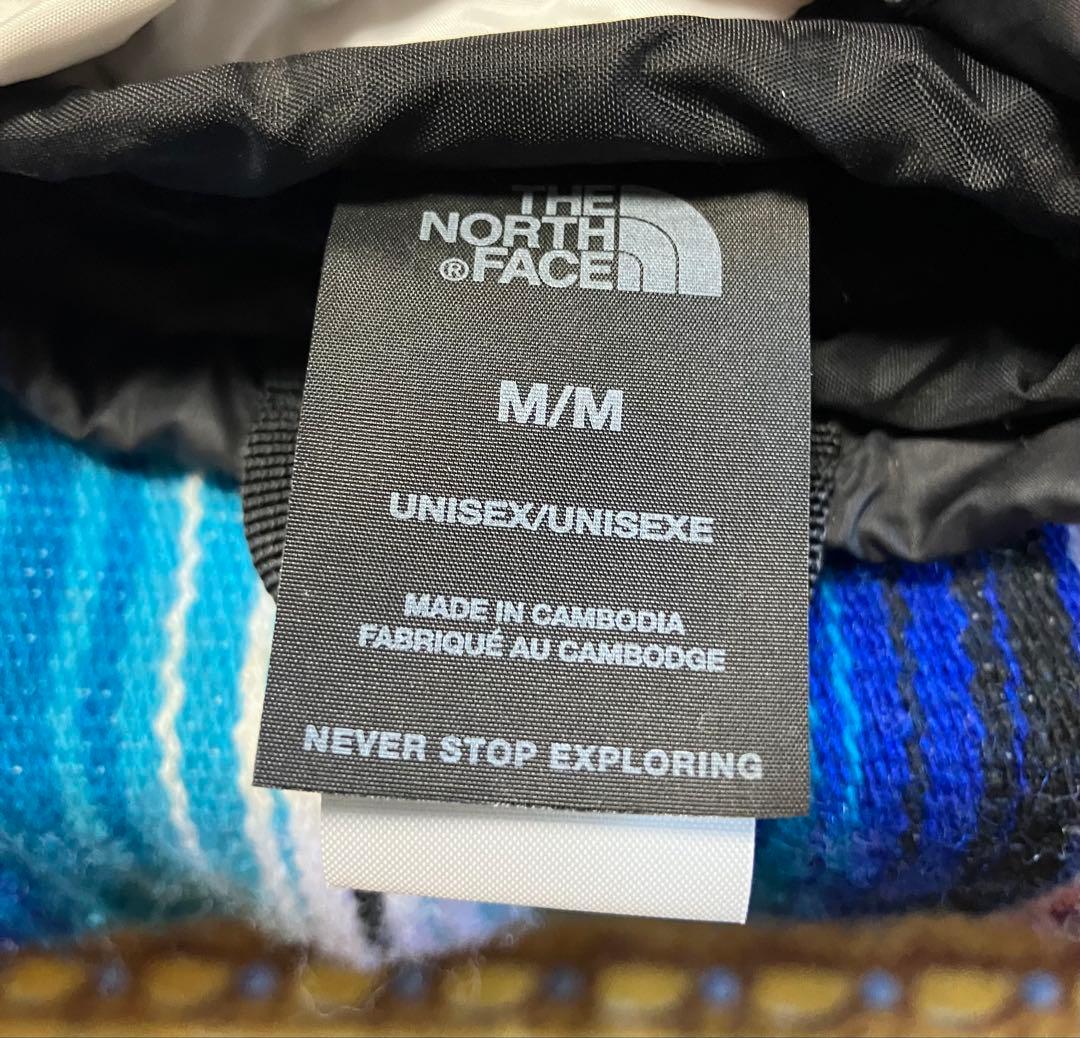 THE
NORTH
® FACE
M/M
UNISEX/UNISEXE
MADE IN CAMBODIA
FABRIQUÉ AU CAMBODGE
NEVER STOP EXPLORING